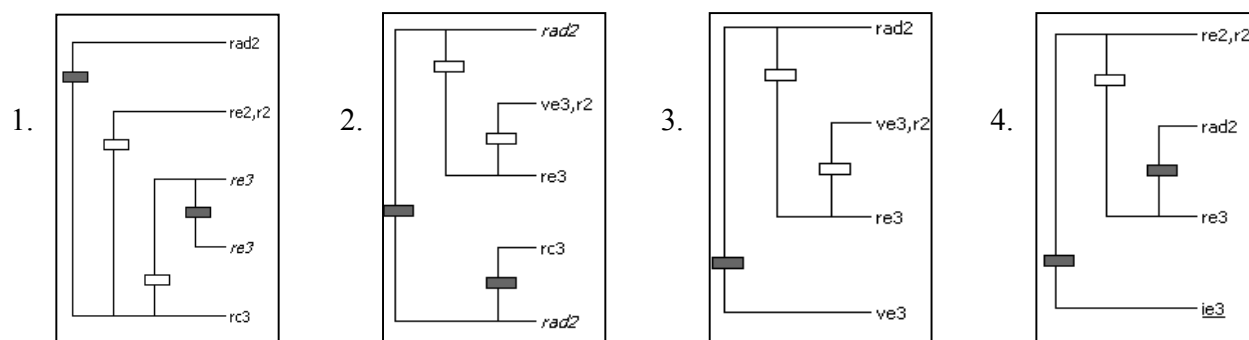 1.
rad2
re2,r2
re3
re3
rc3
2.
rad2
ve3,r2
re3
rc3
rad2
3.
rad2
ve3,r2
re3
ve3
4.
re2,r2
rad2
re3
ie3